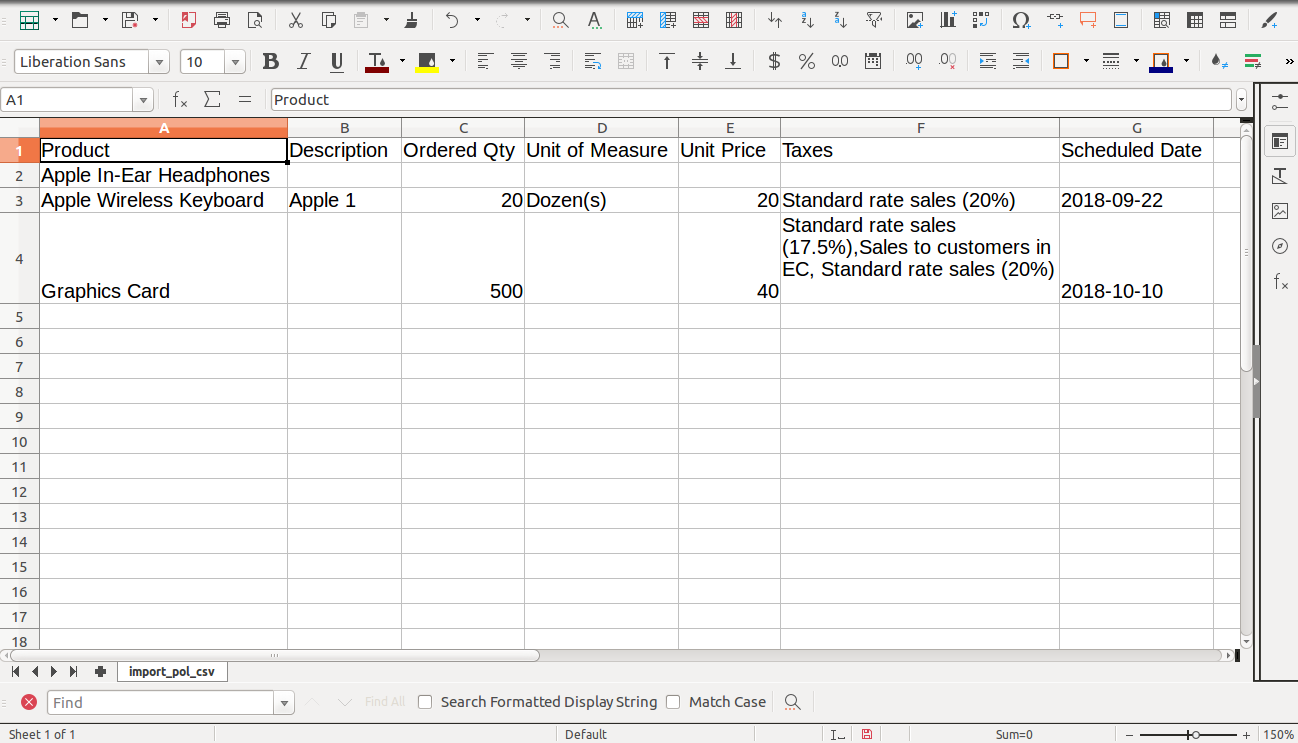 Liberation Sans 10
A1 Product
A B C D E F G
1 Product Description Ordered Qty Unit of Measure Unit Price Taxes Scheduled Date
2 Apple In-Ear Headphones
3 Apple Wireless Keyboard Apple 1 20 Dozen(s) 20 Standard rate sales (20%) 2018-09-22
Standard rate sales
(17.5%),Sales to customers in
EC, Standard rate sales (20%)
4 Graphics Card 500 40 2018-10-10
5
6
7
8
9
10
11
12
13
14
15
16
17
18
import_pol_csv
Find Find All Search Formatted Display String Match Case
Sheet 1 of 1 Default Sum=0 150%